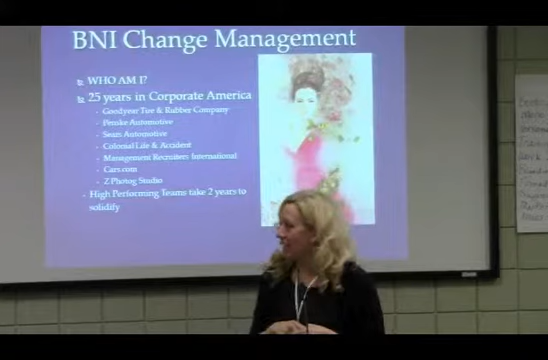 BNI Change Management
WHO AM I?
25 years in Corporate America
- Goodyear Tire & Rubber Company
- Penske Automotive
- Sears Automotive
- Colonial Life & Accident
- Management Recruiters International
- Cars.com
- Z Photog Studio
- High Performing Teams take 2 years to
solidify